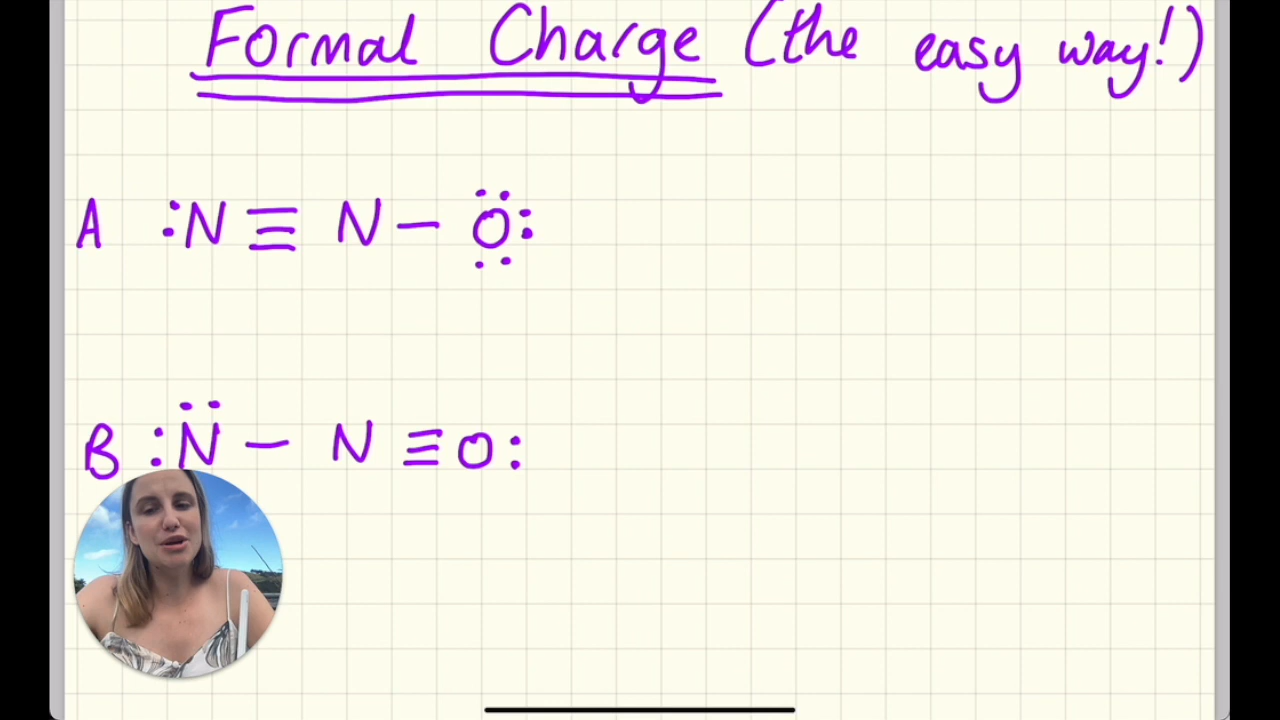 Formal Charge (the easy way!)
A :N ≡ N – Ö:
B :N̈ – N ≡ O: